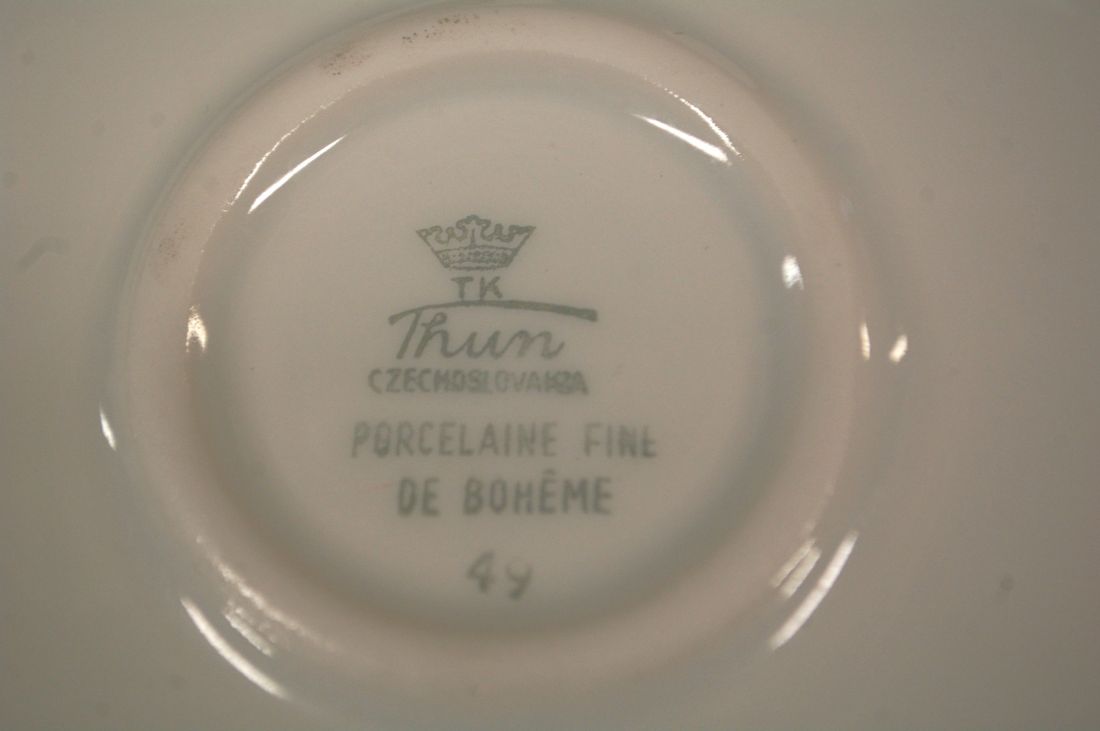 TK
Thun
CZECHOSLOVAKIA
PORCELAINE FINE
DE BOHÊME
49